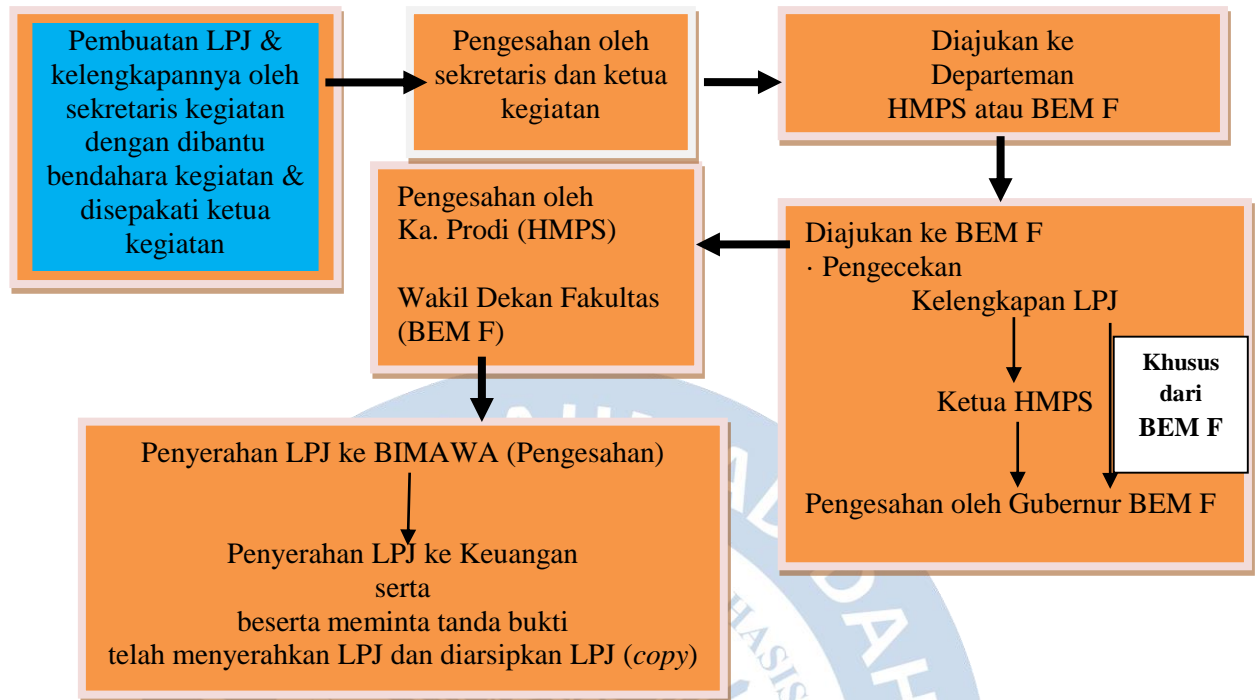 Pembuatan LPJ &
kelengkapannya oleh
sekretaris kegiatan
dengan dibantu
bendahara kegiatan &
disepakati ketua
kegiatan
Pengesahan oleh
sekretaris dan ketua
kegiatan
Diajukan ke
Departeman
HMPS atau BEM F
Diajukan ke BEM F
· Pengecekan
Kelengkapan LPJ
Ketua HMPS
Khusus
dari
BEM F
Pengesahan oleh Gubernur BEM F
Pengesahan oleh
Ka. Prodi (HMPS)
Wakil Dekan Fakultas
(BEM F)
Penyerahan LPJ ke BIMAWA (Pengesahan)
Penyerahan LPJ ke Keuangan
serta
beserta meminta tanda bukti
telah menyerahkan LPJ dan diarsipkan LPJ (copy)